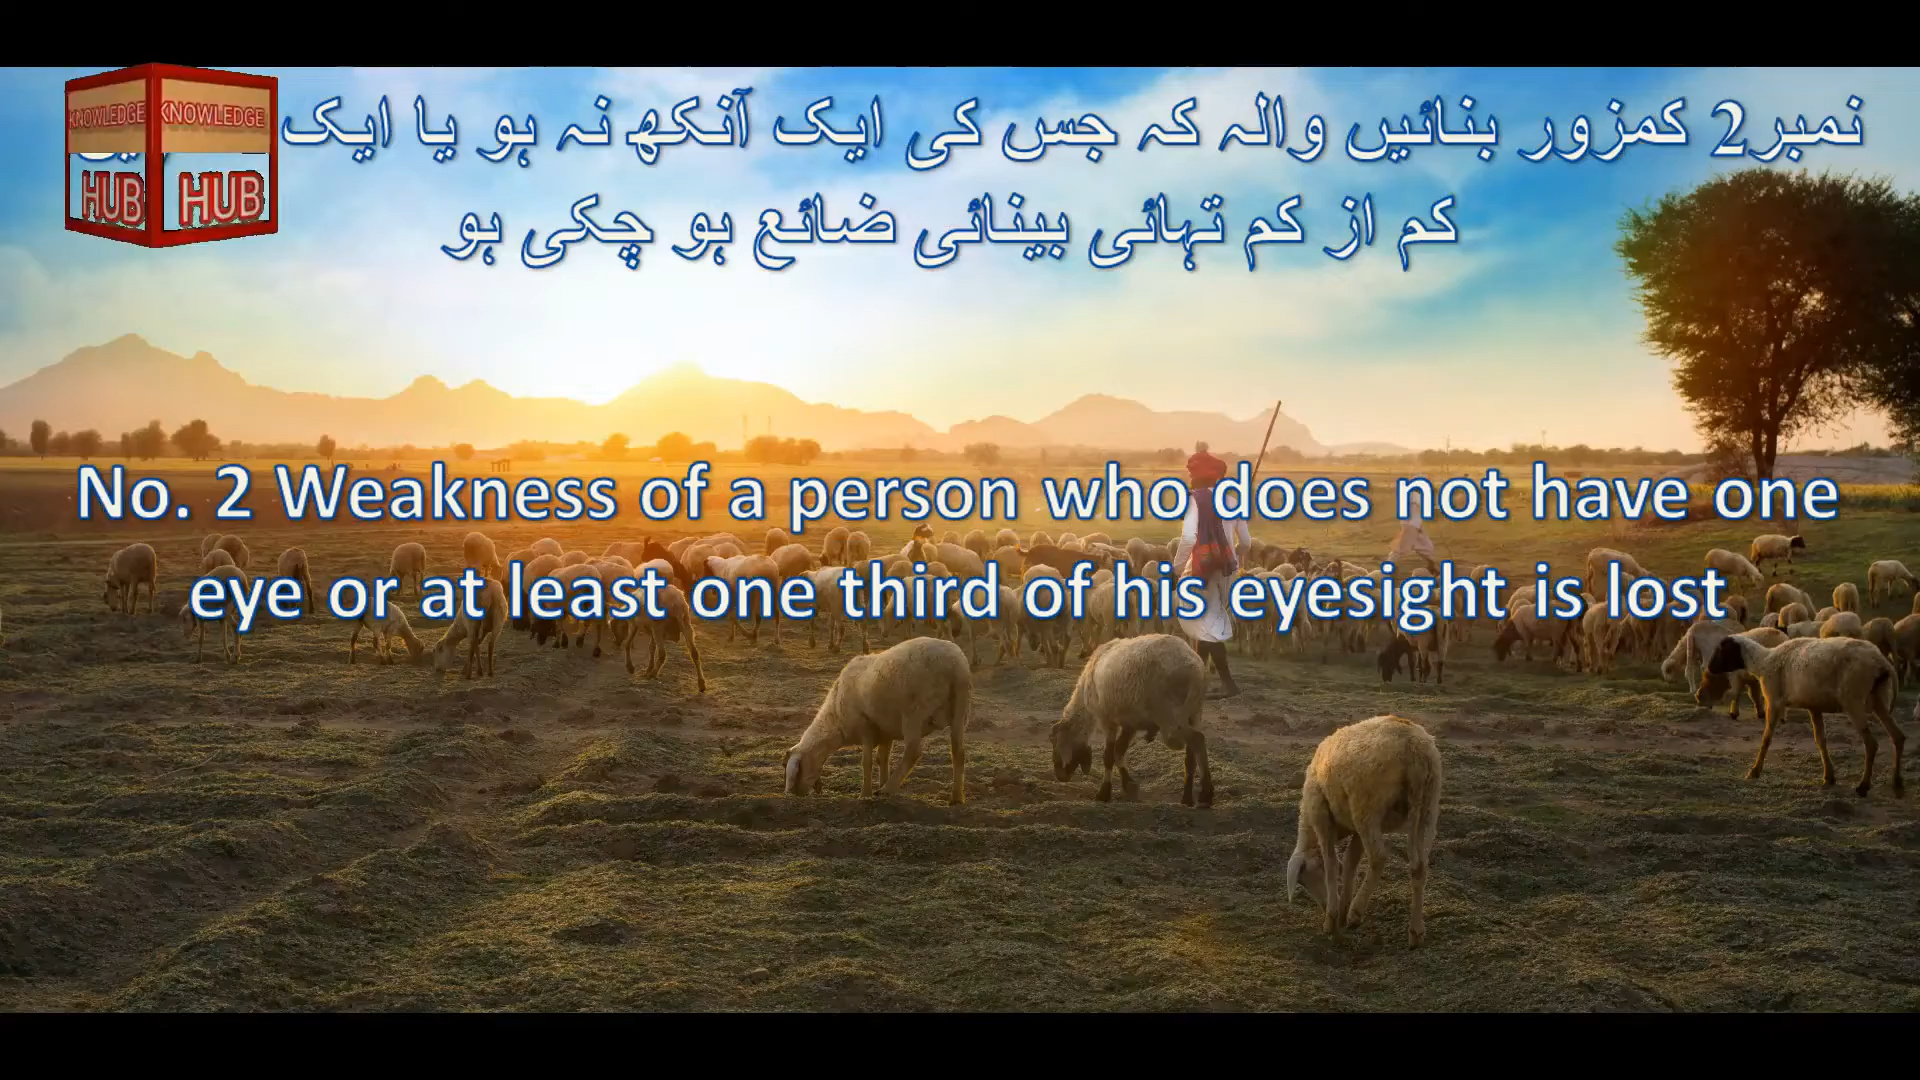 نمبر2 کمزور بنائیں والہ کہ جس کی ایک آنکھ نہ ہو یا ایک
کم از کم تہائی بینائی ضائع ہو چکی ہو
KNOWLEDGE KNOWLEDGE
HUB HUB
No. 2 Weakness of a person who does not have one
eye or at least one third of his eyesight is lost